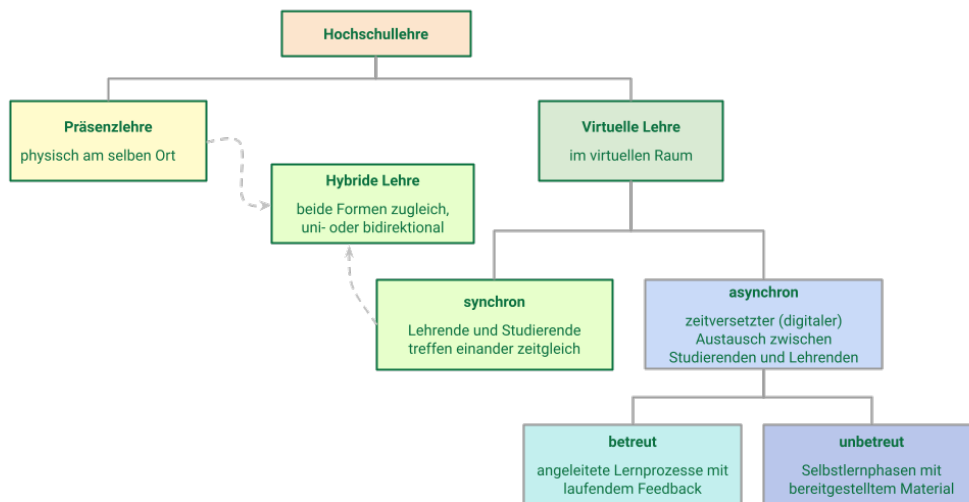 Hochschullehre
Präsenzlehre
physisch am selben Ort
Virtuelle Lehre
im virtuellen Raum
Hybride Lehre
beide Formen zugleich,
uni- oder bidirektional
synchron
Lehrende und Studierende
treffen einander zeitgleich
asynchron
zeitversetzter (digitaler)
Austausch zwischen
Studierenden und Lehrenden
betreut
angeleitete Lernprozesse mit
laufendem Feedback
unbetreut
Selbstlernphasen mit
bereitgestelltem Material